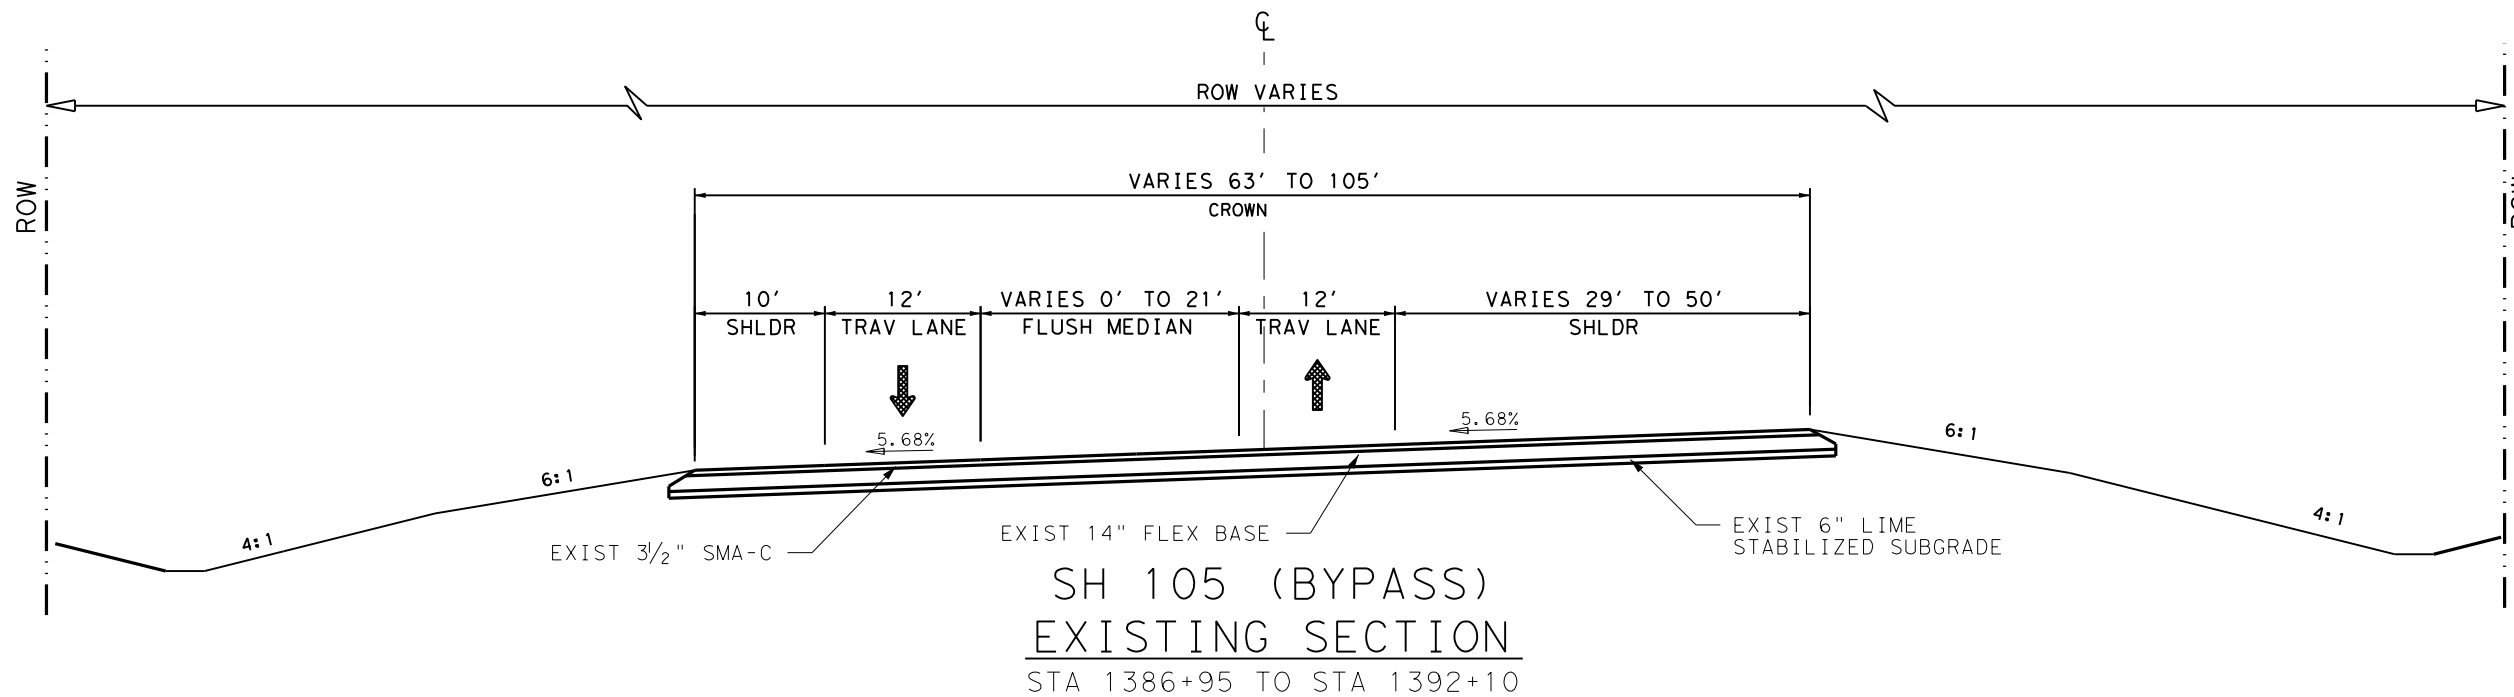 ℄
ROW VARIES
ROW
VARIES 63' TO 105'
CROWN
10'
SHLDR
12'
TRAV LANE
VARIES 0' TO 21'
FLUSH MEDIAN
12'
TRAV LANE
VARIES 29' TO 50'
SHLDR
5.68%
5.68%
6:1
4:1
6:1
4:1
EXIST 3½" SMA-C
EXIST 14" FLEX BASE
EXIST 6" LIME
STABILIZED SUBGRADE
SH 105 (BYPASS)
EXISTING SECTION
STA 1386+95 TO STA 1392+10